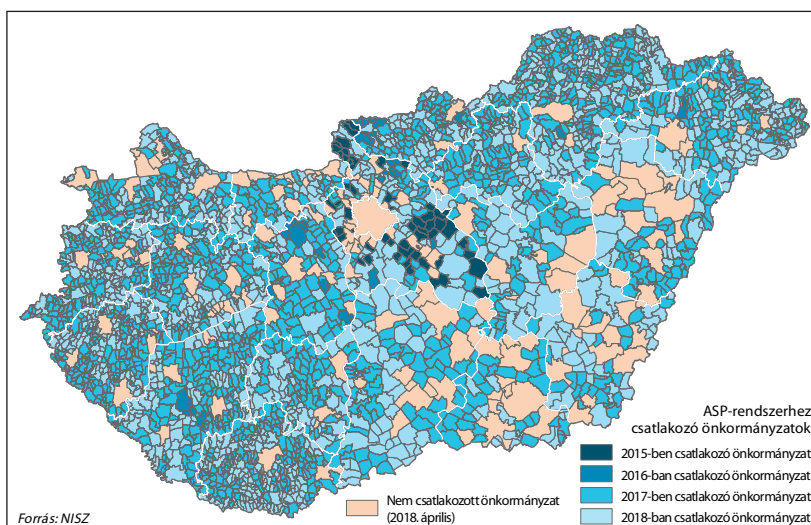 ASP-rendszerhez
csatlakozó önkormányzatok
2015-ben csatlakozó önkormányzat
2016-ban csatlakozó önkormányzat
2017-ben csatlakozó önkormányzat
2018-ban csatlakozó önkormányzat
Nem csatlakozott önkormányzat
(2018. április)
Forrás: NISZ